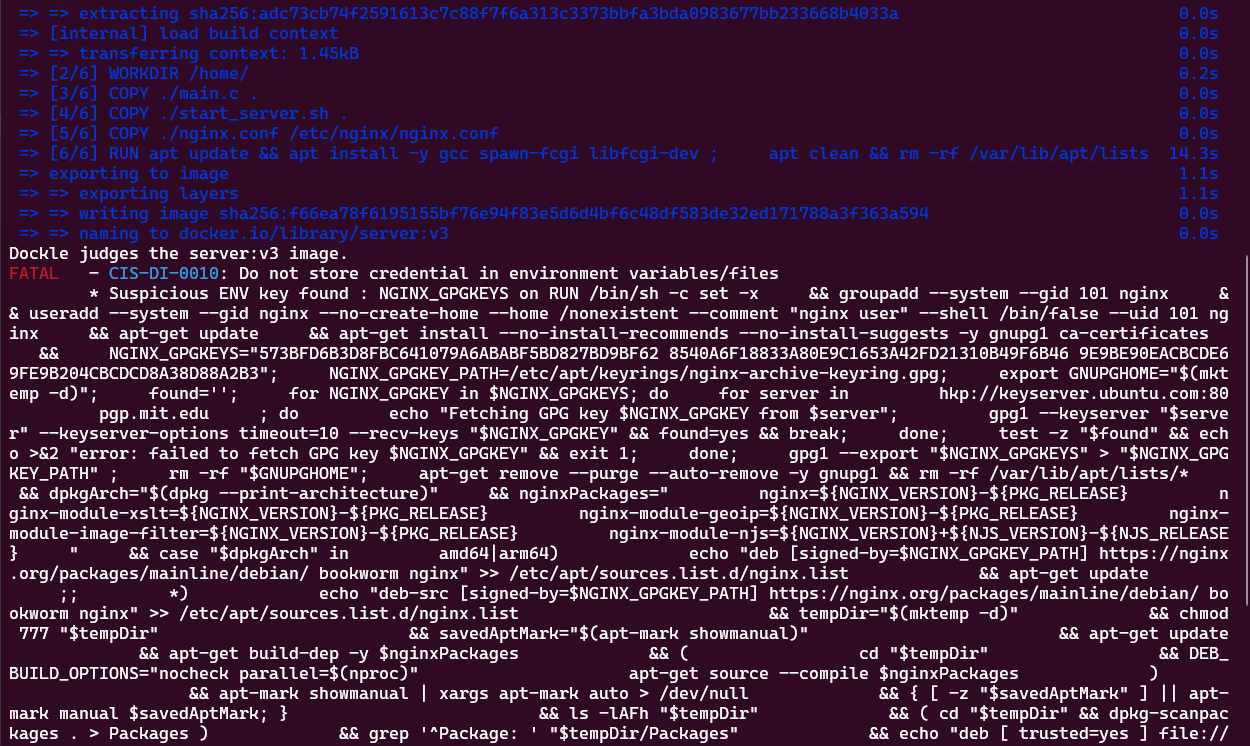 => => extracting sha256:adc73cb74f2591613c7c88f7f6a313c3373bbfa3bda0983677bb233668b4033a 0.0s
=> [internal] load build context 0.0s
=> => transferring context: 1.45kB 0.0s
=> [2/6] WORKDIR /home/ 0.2s
=> [3/6] COPY ./main.c . 0.0s
=> [4/6] COPY ./start_server.sh . 0.0s
=> [5/6] COPY ./nginx.conf /etc/nginx/nginx.conf 0.0s
=> [6/6] RUN apt update && apt install -y gcc spawn-fcgi libfcgi-dev ;     apt clean && rm -rf /var/lib/apt/lists 14.3s
=> exporting to image 1.1s
=> => exporting layers 1.1s
=> => writing image sha256:f66ea78f6195155bf76e94f83e5d6d4bf6c48df583de32ed171788a3f363a594 0.0s
=> => naming to docker.io/library/server:v3 0.0s
Dockle judges the server:v3 image.
FATAL   - CIS-DI-0010: Do not store credential in environment variables/files
        * Suspicious ENV key found : NGINX_GPGKEYS on RUN /bin/sh -c set -x     && groupadd --system --gid 101 nginx     &
& useradd --system --gid nginx --no-create-home --home /nonexistent --comment "nginx user" --shell /bin/false --uid 101 ng
inx     && apt-get update     && apt-get install --no-install-recommends --no-install-suggests -y gnupg1 ca-certificates
   &&     NGINX_GPGKEYS="573BFD6B3D8FBC641079A6ABABF5BD827BD9BF62 8540A6F18833A80E9C1653A42FD21310B49F6B46 9E9BE90EACBCDE6
9FE9B204CBCDCD8A38D88A2B3";     NGINX_GPGKEY_PATH=/etc/apt/keyrings/nginx-archive-keyring.gpg;     export GNUPGHOME="$(mkt
emp -d)";     found='';     for NGINX_GPGKEY in $NGINX_GPGKEYS; do     for server in         hkp://keyserver.ubuntu.com:80
         pgp.mit.edu     ; do         echo "Fetching GPG key $NGINX_GPGKEY from $server";         gpg1 --keyserver "$serve
r" --keyserver-options timeout=10 --recv-keys "$NGINX_GPGKEY" && found=yes && break;     done;     test -z "$found" && ech
o >&2 "error: failed to fetch GPG key $NGINX_GPGKEY" && exit 1;     done;     gpg1 --export "$NGINX_GPGKEYS" > "$NGINX_GPG
KEY_PATH" ;     rm -rf "$GNUPGHOME";     apt-get remove --purge --auto-remove -y gnupg1 && rm -rf /var/lib/apt/lists/*
 && dpkgArch="$(dpkg --print-architecture)"     && nginxPackages="         nginx=${NGINX_VERSION}-${PKG_RELEASE}         n
ginx-module-xslt=${NGINX_VERSION}-${PKG_RELEASE}         nginx-module-geoip=${NGINX_VERSION}-${PKG_RELEASE}         nginx-
module-image-filter=${NGINX_VERSION}-${PKG_RELEASE}         nginx-module-njs=${NGINX_VERSION}+${NJS_VERSION}-${NJS_RELEASE
}     "     && case "$dpkgArch" in         amd64|arm64)             echo "deb [signed-by=$NGINX_GPGKEY_PATH] https://nginx
.org/packages/mainline/debian/ bookworm nginx" >> /etc/apt/sources.list.d/nginx.list             && apt-get update
     ;;         *)             echo "deb-src [signed-by=$NGINX_GPGKEY_PATH] https://nginx.org/packages/mainline/debian/ bo
okworm nginx" >> /etc/apt/sources.list.d/nginx.list                         && tempDir="$(mktemp -d)"             && chmod
 777 "$tempDir"                         && savedAptMark="$(apt-mark showmanual)"                         && apt-get update
             && apt-get build-dep -y $nginxPackages             && (                 cd "$tempDir"                 && DEB_
BUILD_OPTIONS="nocheck parallel=$(nproc)"                     apt-get source --compile $nginxPackages             )
                  && apt-mark showmanual | xargs apt-mark auto > /dev/null             && { [ -z "$savedAptMark" ] || apt-
mark manual $savedAptMark; }                         && ls -lAFh "$tempDir"             && ( cd "$tempDir" && dpkg-scanpac
kages . > Packages )             && grep '^Package: ' "$tempDir/Packages"             && echo "deb [ trusted=yes ] file://